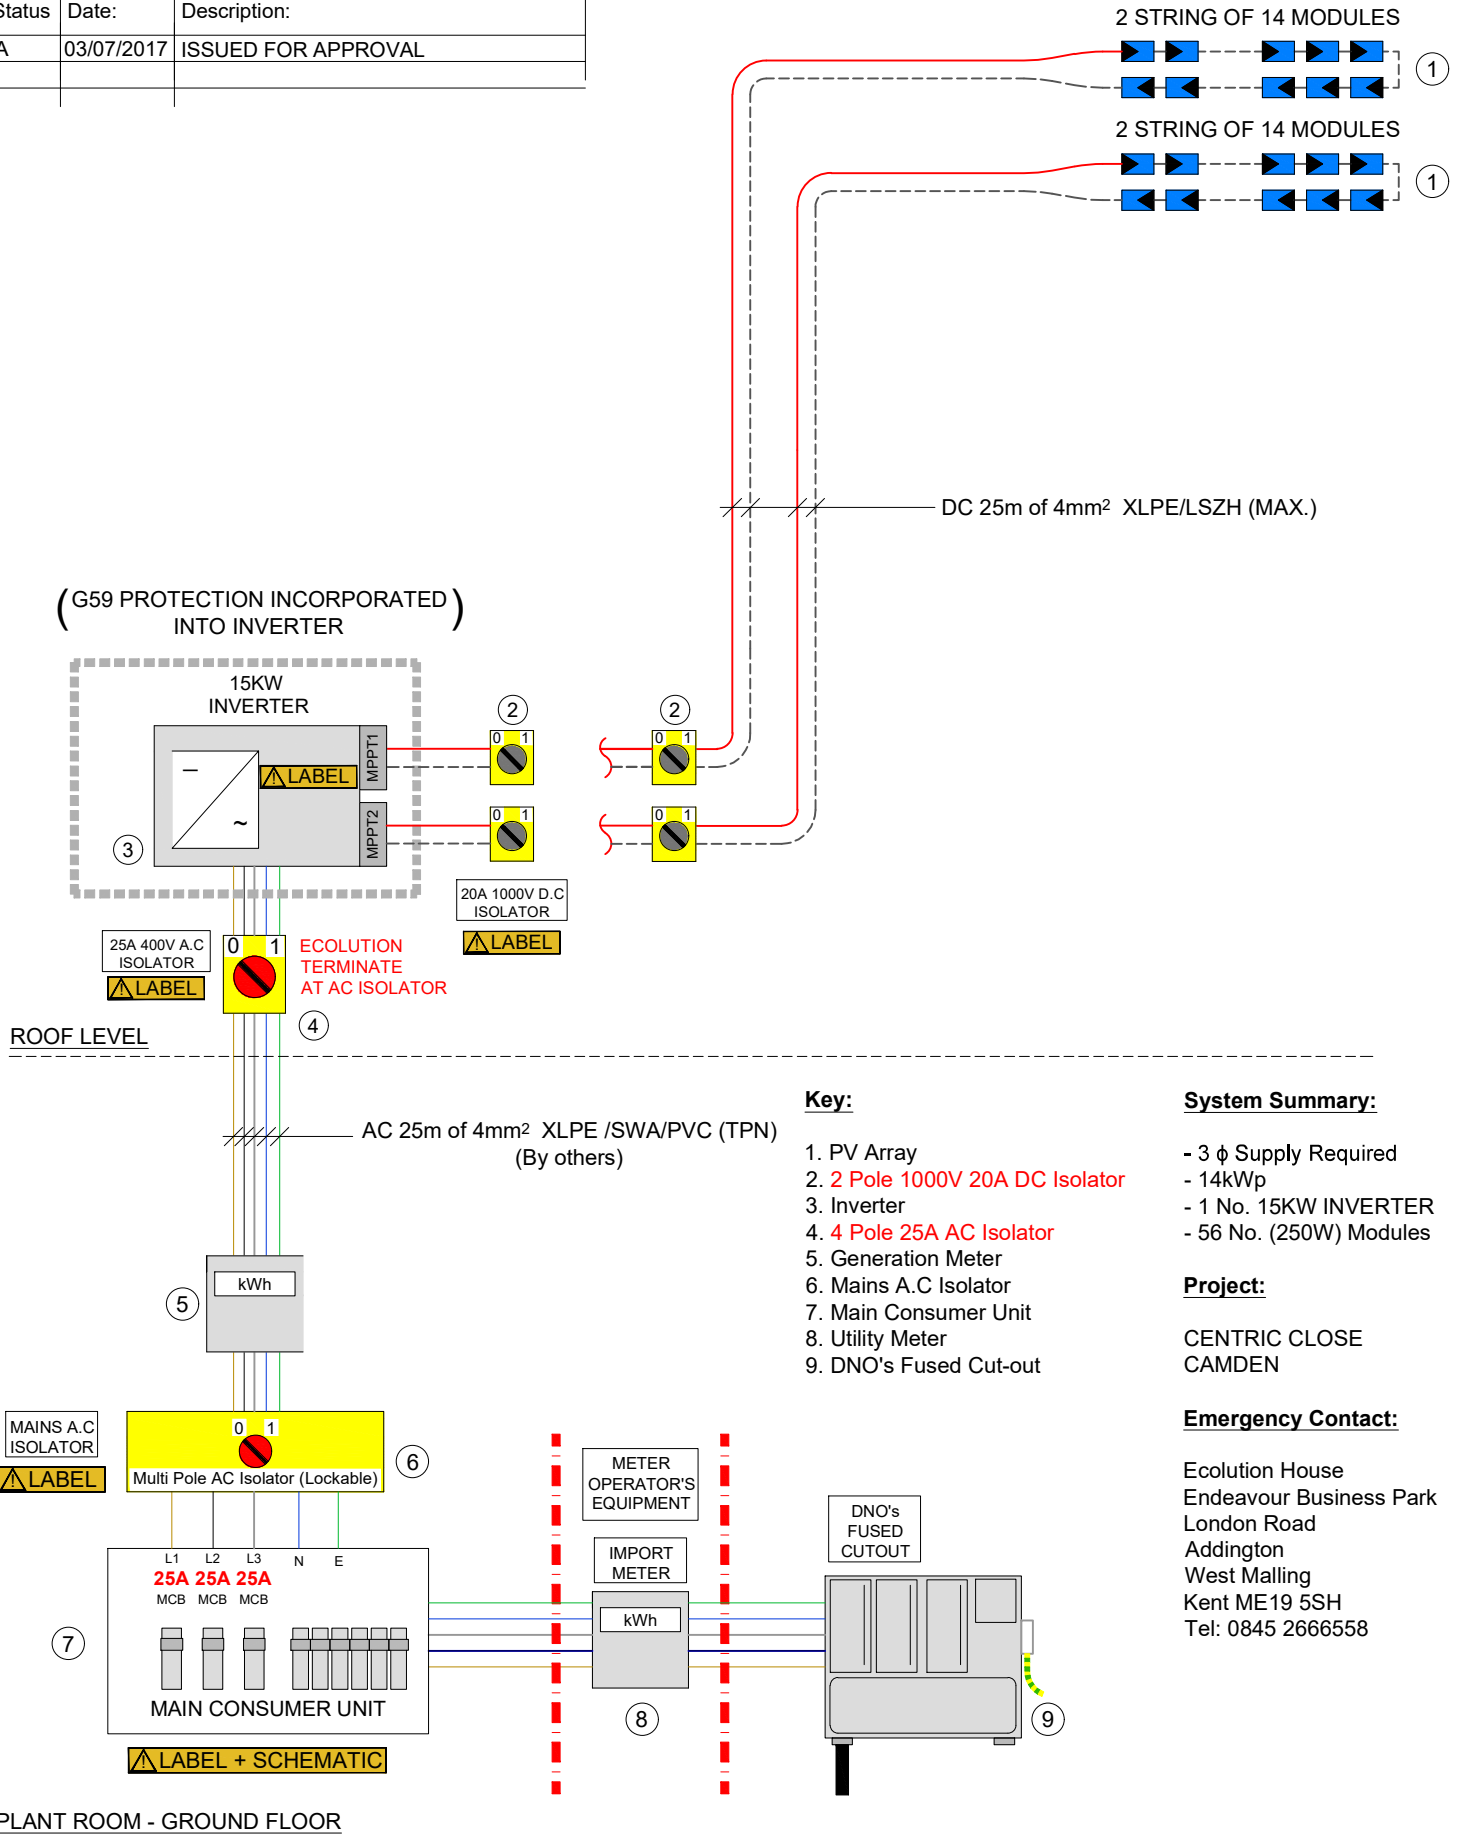 Status Date: Description:
A 03/07/2017 ISSUED FOR APPROVAL
2 STRING OF 14 MODULES
1
2 STRING OF 14 MODULES
1
DC 25m of 4mm² XLPE/LSZH (MAX.)
(G59 PROTECTION INCORPORATED
INTO INVERTER)
15KW
INVERTER
LABEL
MPPT1
MPPT2
– ~
3
2
0 1
2
0 1
0 1
0 1
20A 1000V D.C
ISOLATOR
LABEL
25A 400V A.C
ISOLATOR
LABEL
0 1
ECOLUTION
TERMINATE
AT AC ISOLATOR
4
ROOF LEVEL
AC 25m of 4mm² XLPE /SWA/PVC (TPN)
(By others)
kWh
5
MAINS A.C
ISOLATOR
LABEL
0 1
Multi Pole AC Isolator (Lockable)
6
L1 L2 L3 N E
25A 25A 25A
MCB MCB MCB
7
MAIN CONSUMER UNIT
LABEL + SCHEMATIC
METER
OPERATOR'S
EQUIPMENT
IMPORT
METER
kWh
8
DNO's
FUSED
CUTOUT
9
PLANT ROOM - GROUND FLOOR
Key:
1. PV Array
2. 2 Pole 1000V 20A DC Isolator
3. Inverter
4. 4 Pole 25A AC Isolator
5. Generation Meter
6. Mains A.C Isolator
7. Main Consumer Unit
8. Utility Meter
9. DNO's Fused Cut-out
System Summary:
- 3 ϕ Supply Required
- 14kWp
- 1 No. 15KW INVERTER
- 56 No. (250W) Modules
Project:
CENTRIC CLOSE
CAMDEN
Emergency Contact:
Ecolution House
Endeavour Business Park
London Road
Addington
West Malling
Kent ME19 5SH
Tel: 0845 2666558